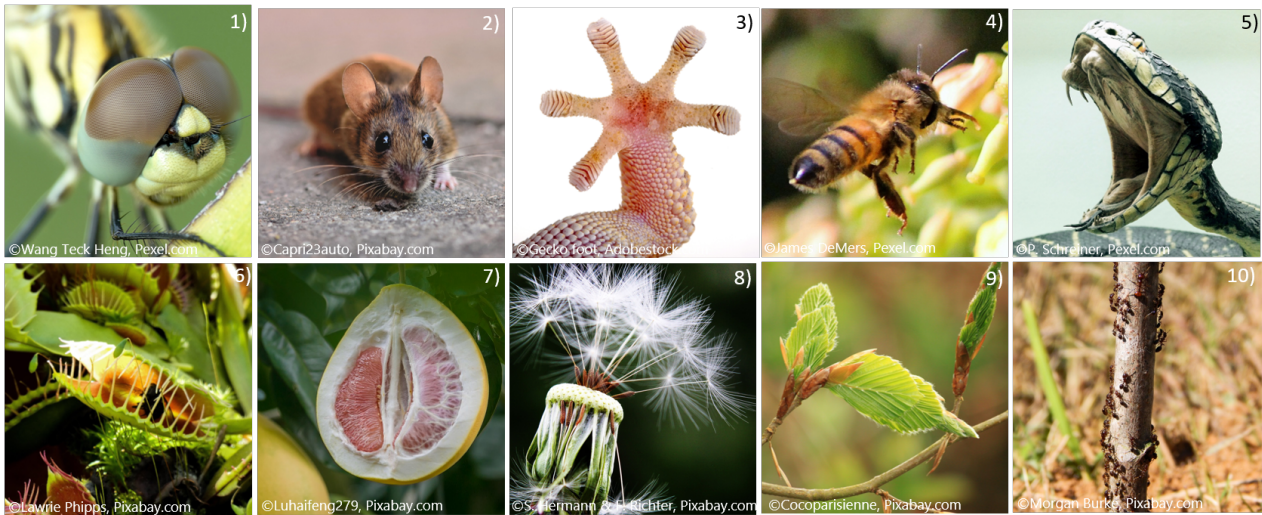 1)
©Wang Teck Heng, Pexel.com
2)
©Capri23auto, Pixabay.com
3)
©Gecko foot, Adobestock
4)
©James DeMers, Pexel.com
5)
©P. Schreiner, Pexel.com
6)
©Lawrie Phipps, Pixabay.com
7)
©Luhaifeng279, Pixabay.com
8)
©S. Hermann & F. Richter, Pixabay.com
9)
©Cocoparisienne, Pixabay.com
10)
©Morgan Burke, Pixabay.com